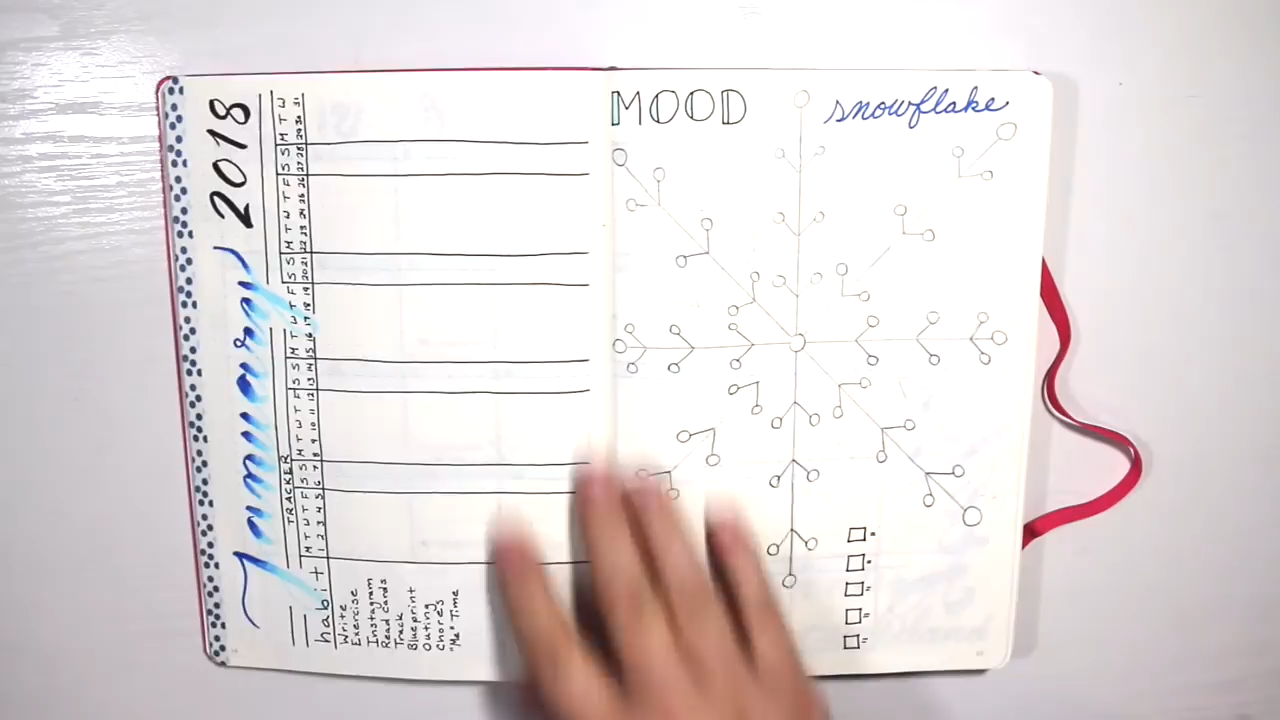 January 2018
TRACKER
M T W T F S S M T W T F S S M T W T F S S M T W T F S S M T W
habit 1 2 3 4 5 6 7 8 9 10 11 12 13 14 15 16 17 18 19 20 21 22 23 24 25 26 27 28 29 30 31
Write
Exercise
Instagram
Read Cards
Track
Blueprint
Outing
Chores
"Me" Time
MOOD snowflake